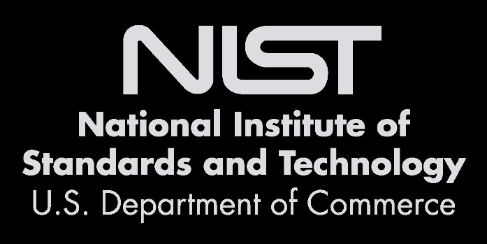 NIST
National Institute of
Standards and Technology
U.S. Department of Commerce